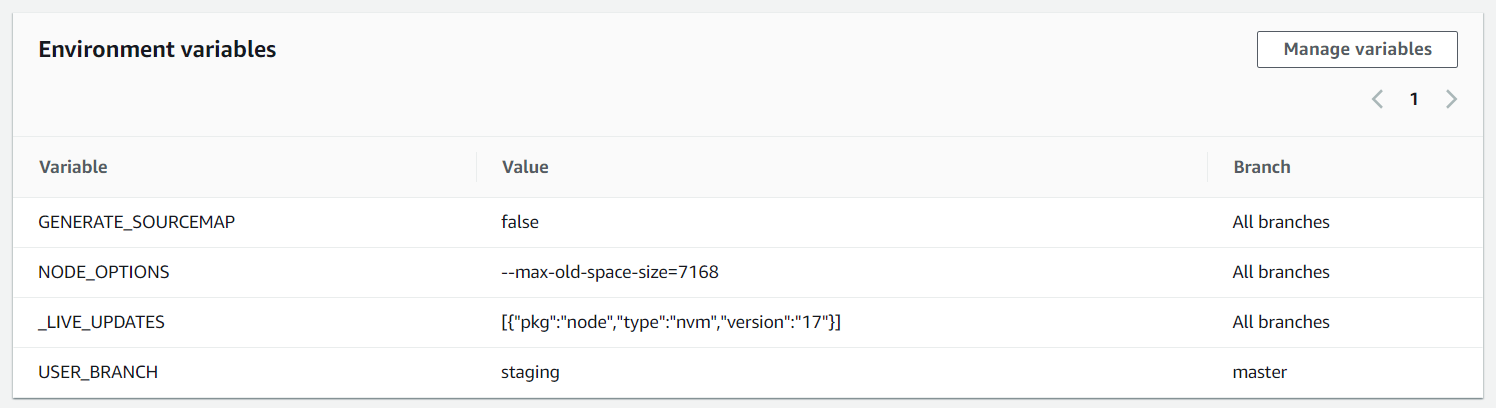 Environment variables
Manage variables
1
Variable Value Branch
GENERATE_SOURCEMAP false All branches
NODE_OPTIONS --max-old-space-size=7168 All branches
_LIVE_UPDATES [{"pkg":"node","type":"nvm","version":"17"}] All branches
USER_BRANCH staging master